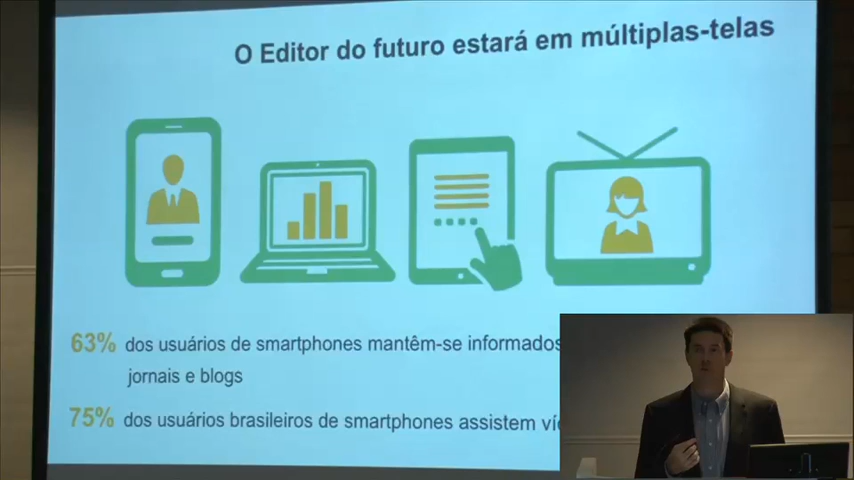 O Editor do futuro estará em múltiplas-telas
63% dos usuários de smartphones mantêm-se informados
jornais e blogs
75% dos usuários brasileiros de smartphones assistem